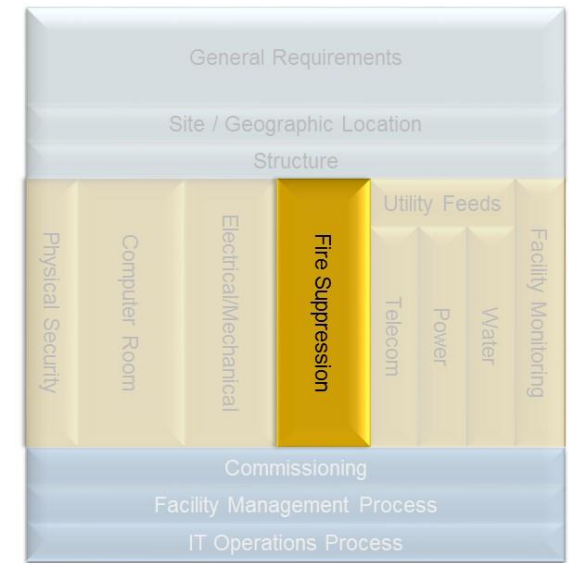 General Requirements
Site / Geographic Location
Structure
Physical Security
Computer Room
Electrical/Mechanical
Fire Suppression
Utility Feeds
Telecom
Power
Water
Facility Monitoring
Commissioning
Facility Management Process
IT Operations Process